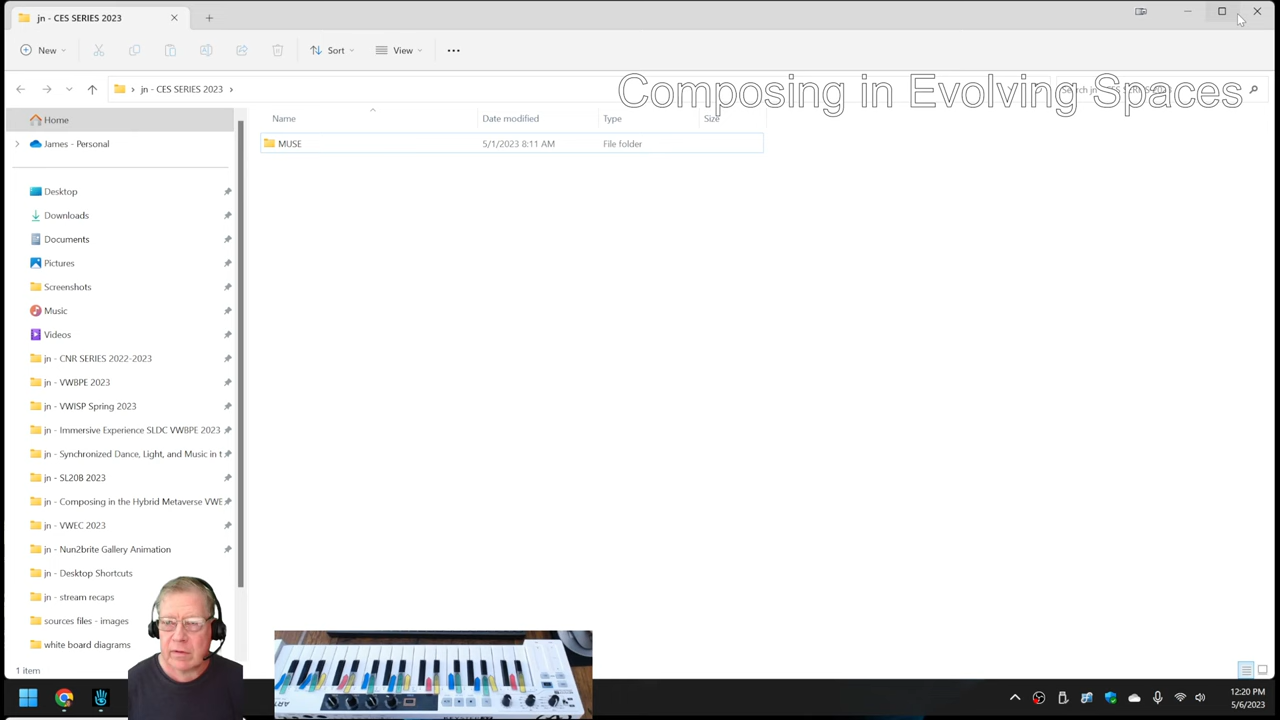 jn - CES SERIES 2023
New
Sort
View
jn - CES SERIES 2023
Composing in Evolving Spaces
Name
Date modified
Type
Size
Home
MUSE
5/1/2023 8:11 AM
File folder
James - Personal
Desktop
Downloads
Documents
Pictures
Screenshots
Music
Videos
jn - CNR SERIES 2022-2023
jn - VWBPE 2023
jn - VWISP Spring 2023
jn - Immersive Experience SLDC VWBPE 2023
jn - Synchronized Dance, Light, and Music in t
jn - SL20B 2023
jn - Composing in the Hybrid Metaverse VWE
jn - VWEC 2023
jn - Nun2brite Gallery Animation
jn - Desktop Shortcuts
jn - stream recaps
sources files - images
white board diagrams
1 item
12:20 PM
5/6/2023